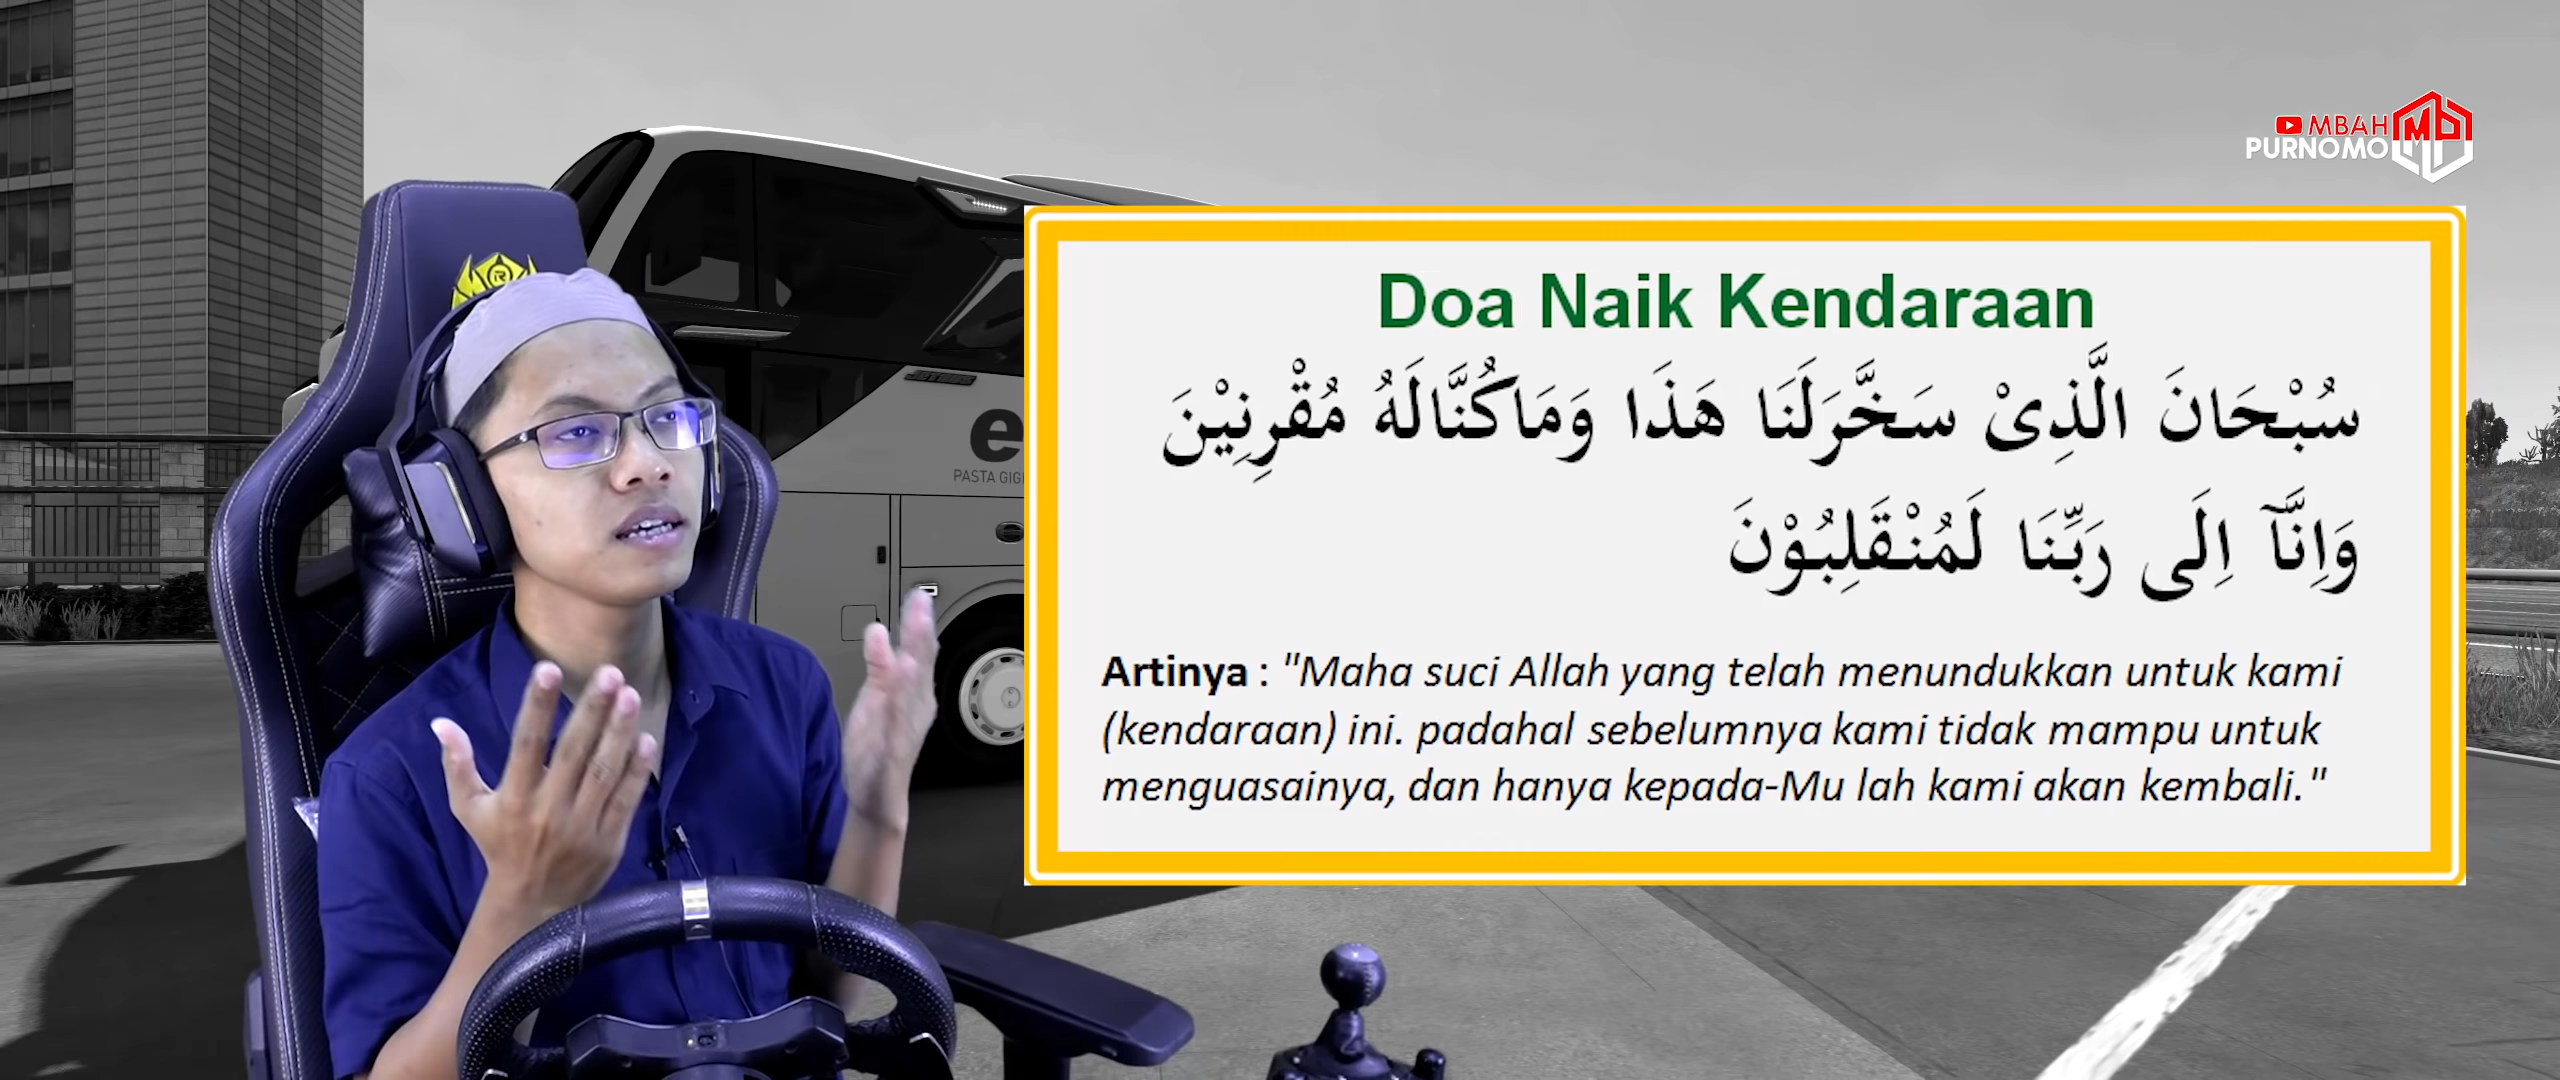 MBAH
PURNOMO
Doa Naik Kendaraan
سُبْحَانَ الَّذِىْ سَخَّرَلَنَا هَذَا وَمَاكُنَّالَهُ مُقْرِنِيْنَ
وَاِنَّآ اِلَى رَبِّنَا لَمُنْقَلِبُوْنَ
Artinya : "Maha suci Allah yang telah menundukkan untuk kami
(kendaraan) ini. padahal sebelumnya kami tidak mampu untuk
menguasainya, dan hanya kepada-Mu lah kami akan kembali."
JETBUS
e
PASTA GIGI